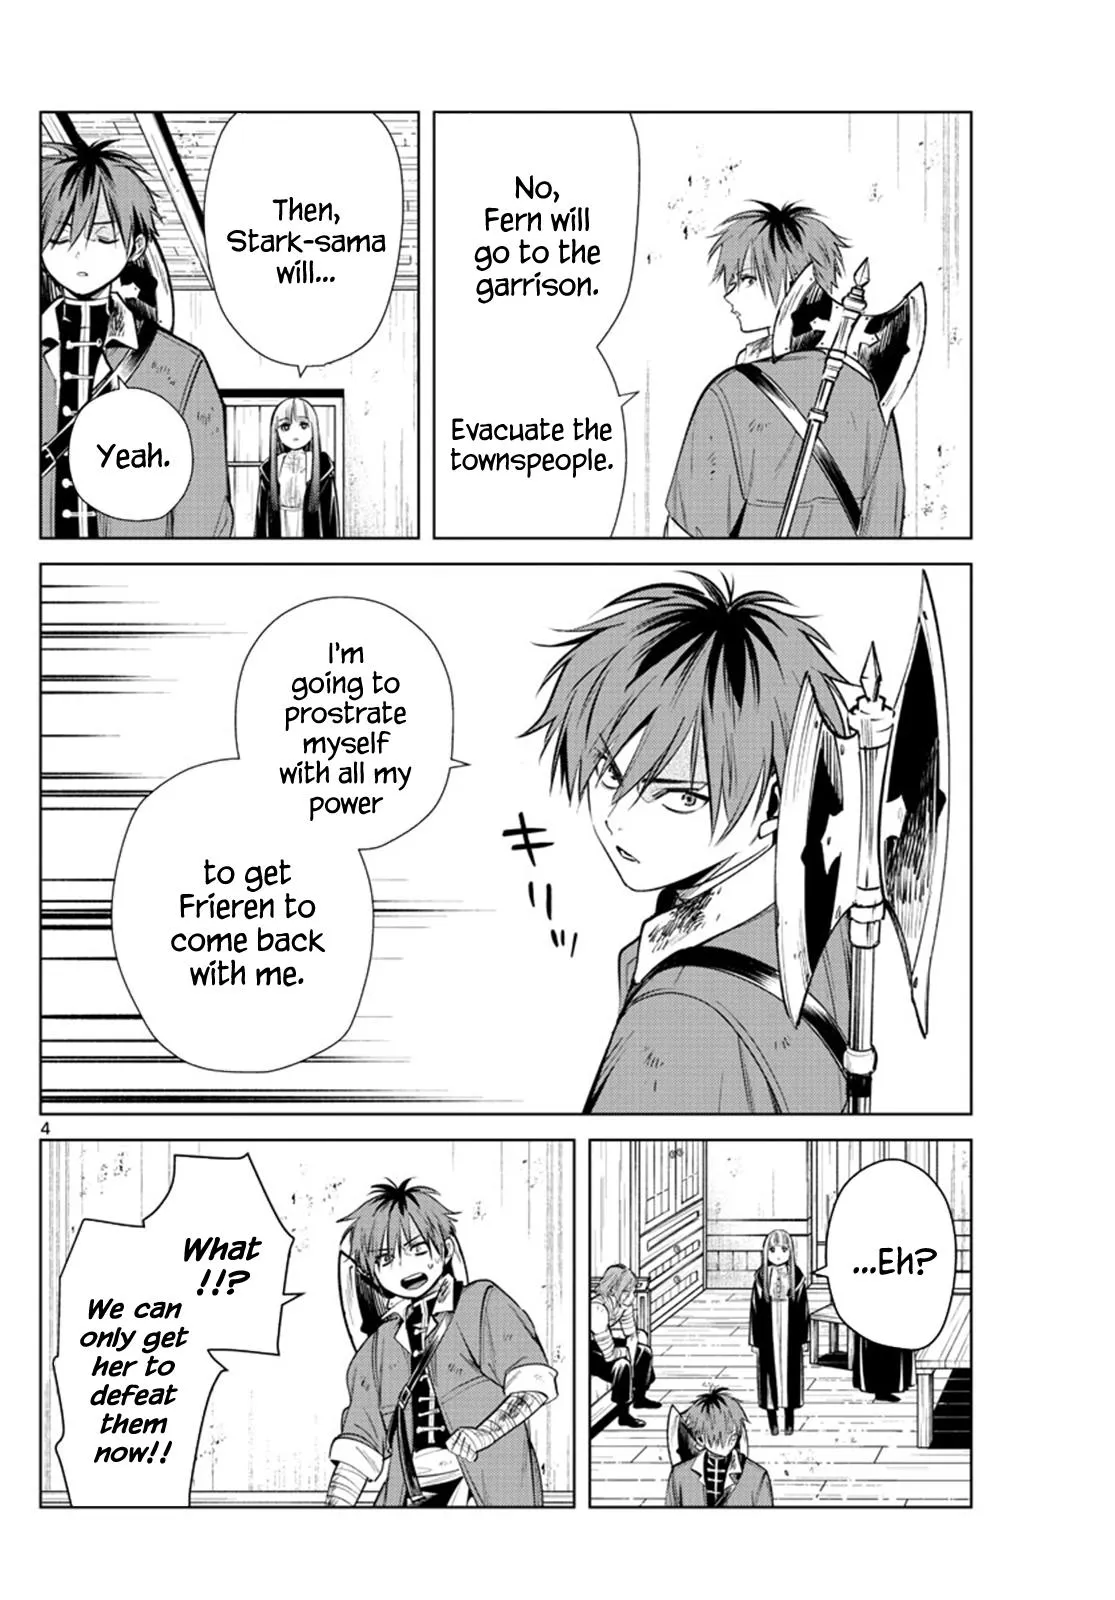 No,
Fern will
go to the
garrison.
Evacuate the
townspeople.
Then,
Stark-sama
will...
Yeah.
I'm
going to
prostrate
myself
with all my
power
to get
Frieren to
come back
with me.
キリッ
4
...Eh?
What
!!?
We can
only get
her to
defeat
them
now!!